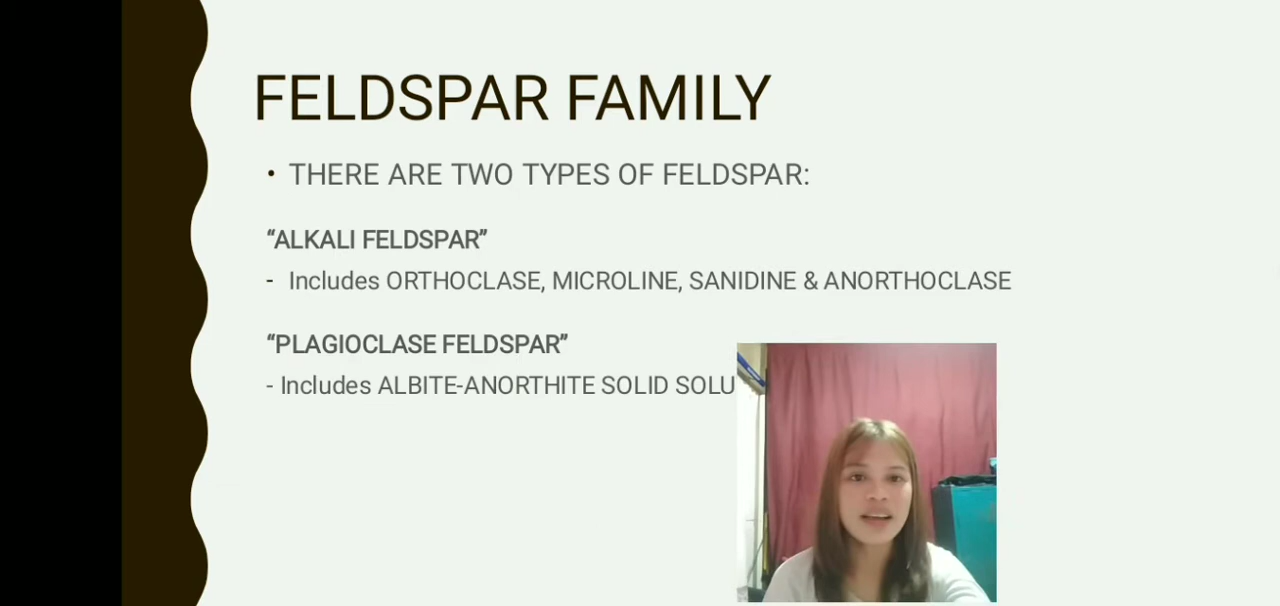 FELDSPAR FAMILY
• THERE ARE TWO TYPES OF FELDSPAR:
“ALKALI FELDSPAR”
- Includes ORTHOCLASE, MICROLINE, SANIDINE & ANORTHOCLASE
“PLAGIOCLASE FELDSPAR”
- Includes ALBITE-ANORTHITE SOLID SOLU